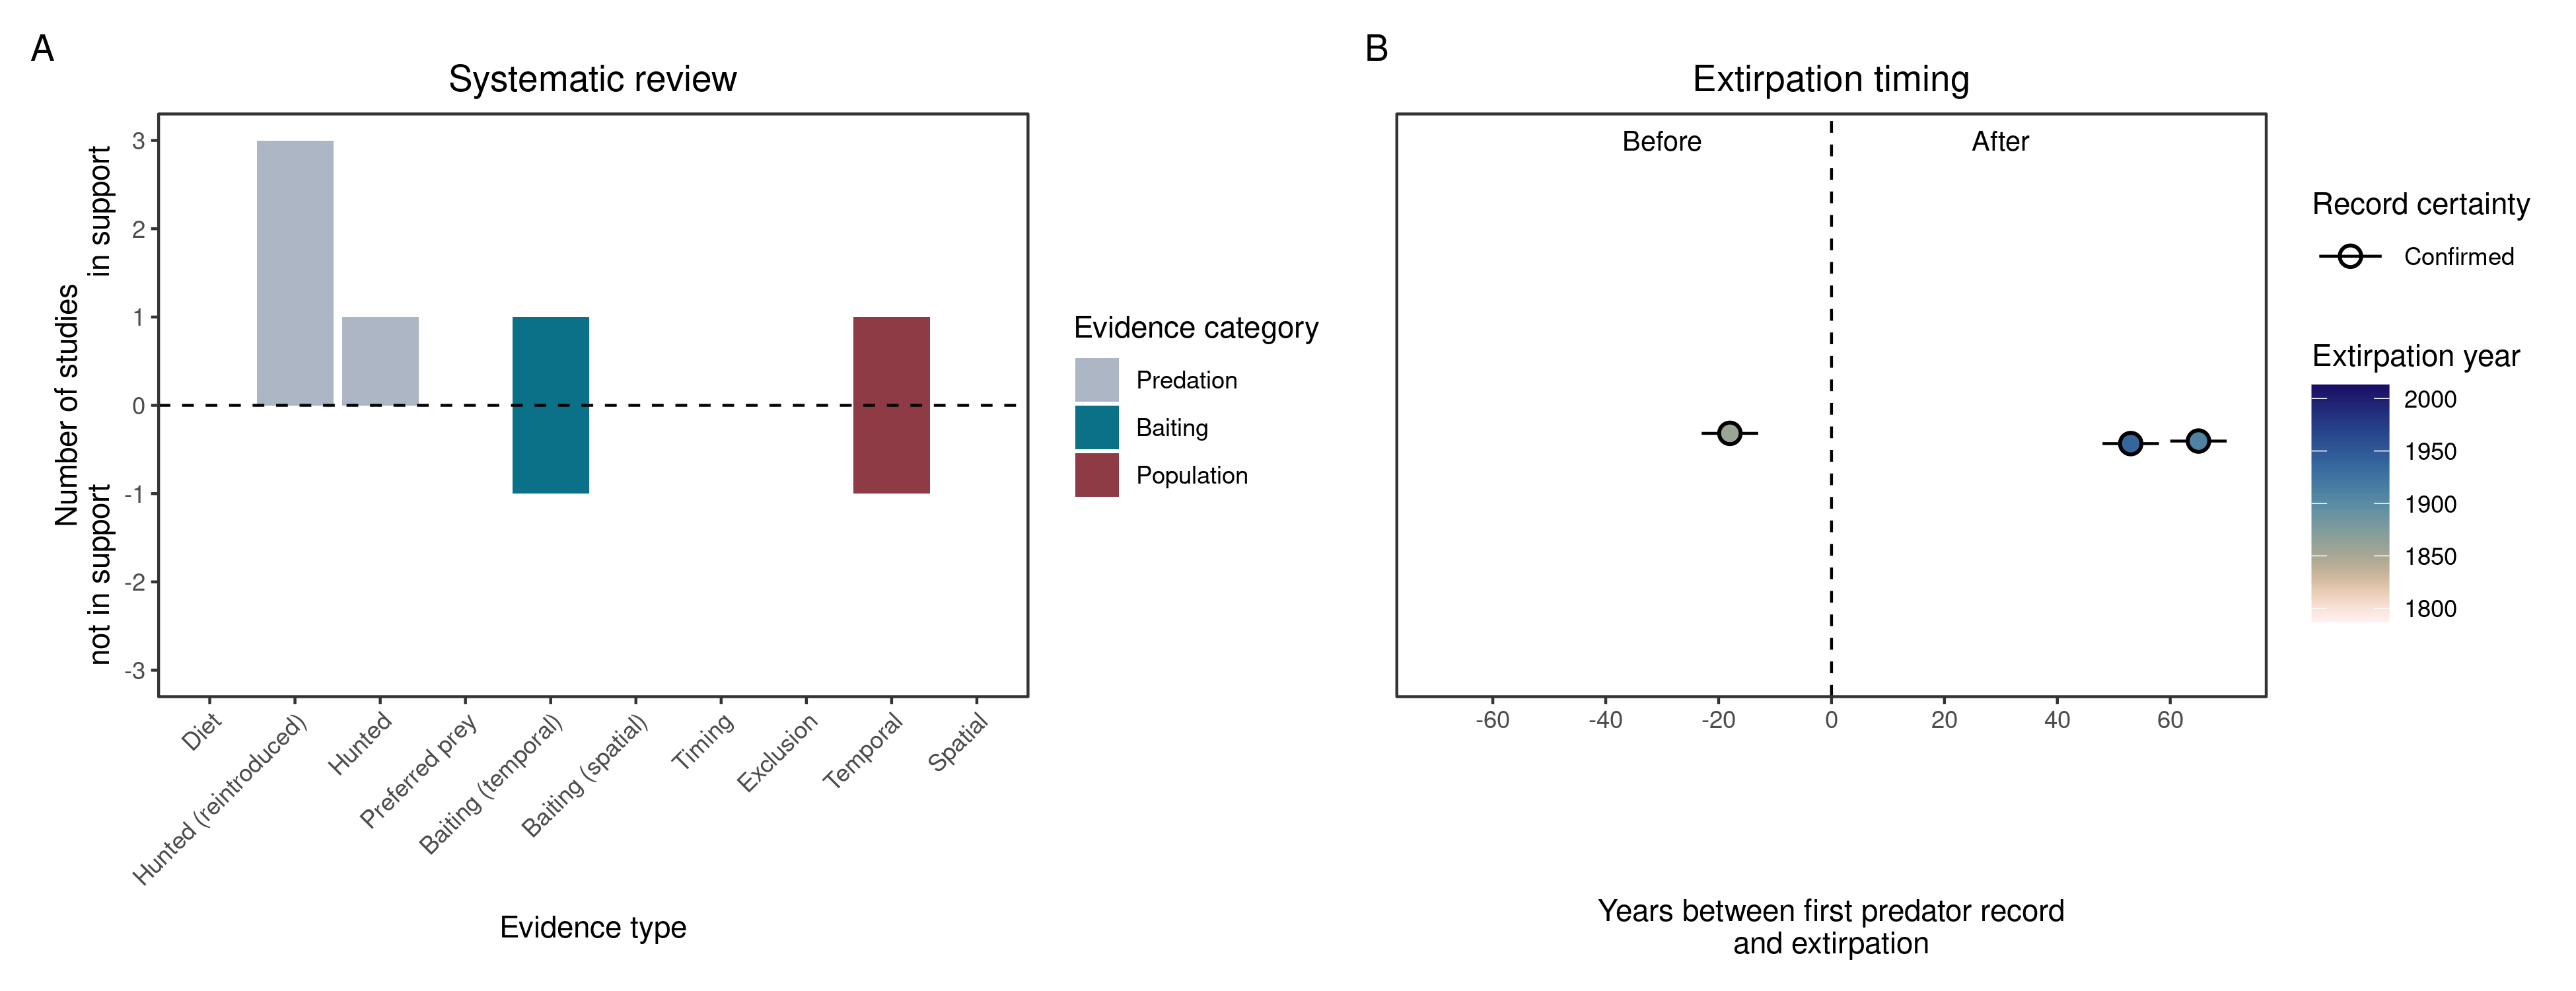 A
Systematic review
Number of studies
in support
not in support
3
2
1
0
-1
-2
-3
Diet
Hunted (reintroduced)
Hunted
Preferred prey
Baiting (temporal)
Baiting (spatial)
Timing
Exclusion
Temporal
Spatial
Evidence type
Evidence category
Predation
Baiting
Population
B
Extirpation timing
Before
After
-60
-40
-20
0
20
40
60
Years between first predator record
and extirpation
Record certainty
Confirmed
Extirpation year
2000
1950
1900
1850
1800